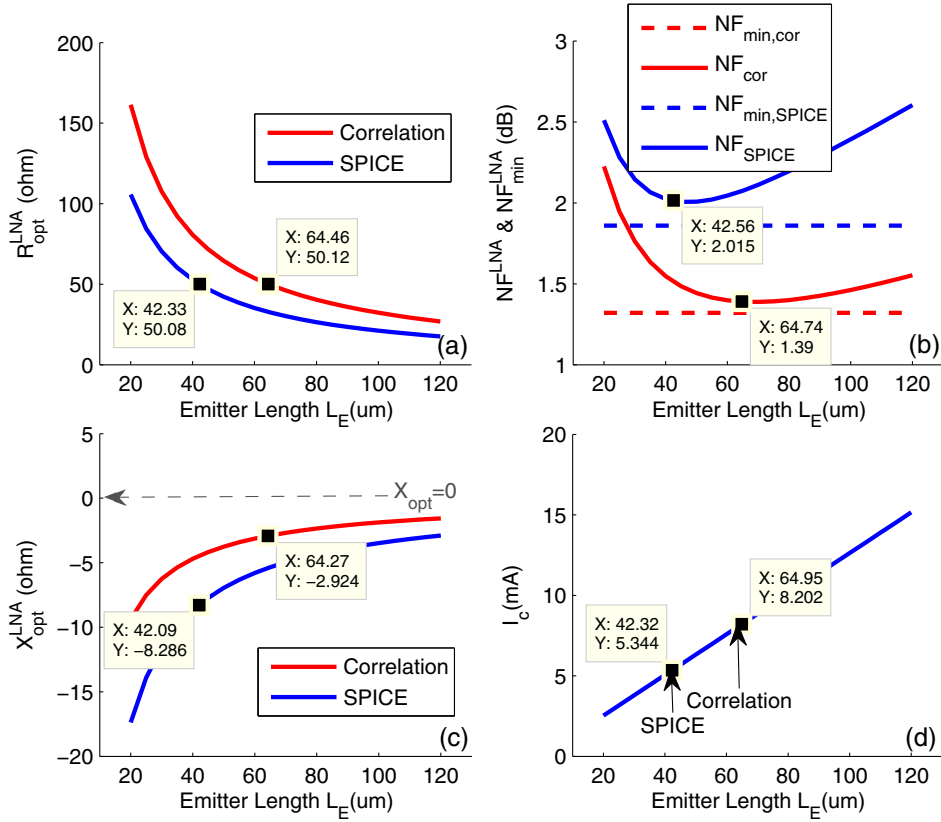 200
150
100
50
0
R_opt^LNA (ohm)
Correlation
SPICE
X: 64.46
Y: 50.12
X: 42.33
Y: 50.08
(a)
20 40 60 80 100 120
Emitter Length L_E(um)
3
2.5
2
1.5
1
NF^LNA & NF_min^LNA (dB)
NF_min,cor
NF_cor
NF_min,SPICE
NF_SPICE
X: 42.56
Y: 2.015
X: 64.74
Y: 1.39
(b)
20 40 60 80 100 120
Emitter Length L_E(um)
5
0
−5
−10
−15
−20
X_opt^LNA (ohm)
X_opt=0
X: 64.27
Y: −2.924
X: 42.09
Y: −8.286
Correlation
SPICE
(c)
20 40 60 80 100 120
Emitter Length L_E(um)
20
15
10
5
0
I_c(mA)
X: 64.95
Y: 8.202
X: 42.32
Y: 5.344
Correlation
SPICE
(d)
20 40 60 80 100 120
Emitter Length L_E(um)